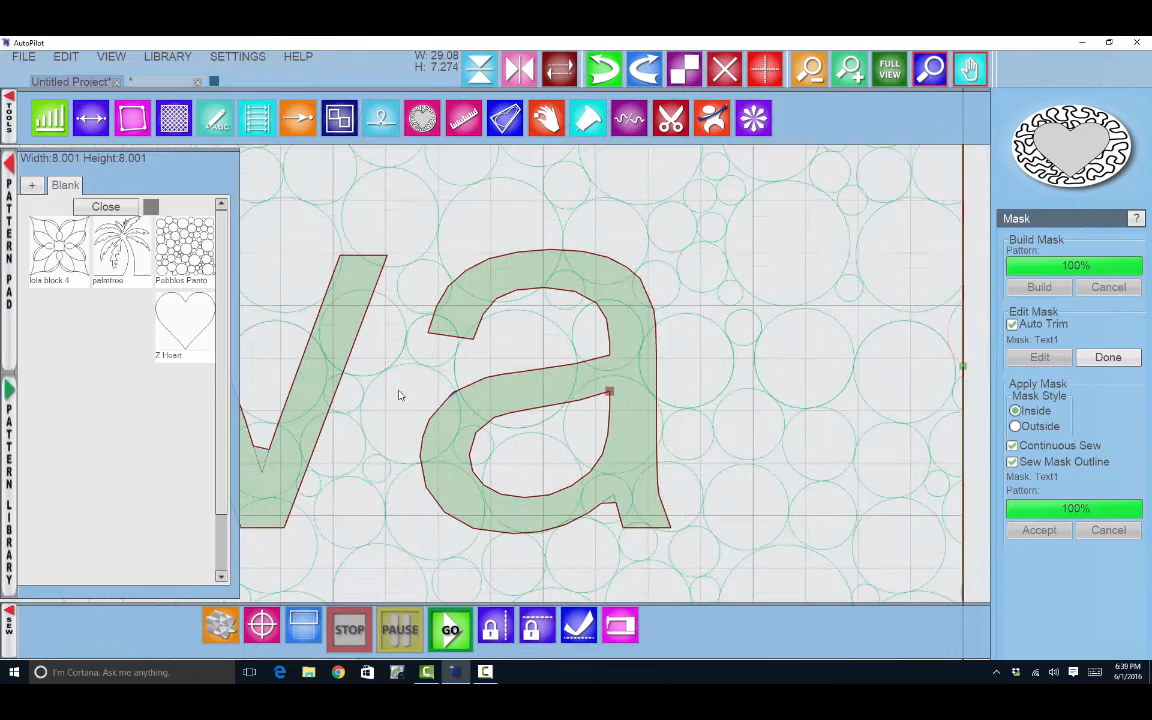 AutoPilot
FILE EDIT VIEW LIBRARY SETTINGS HELP
W: 29.08
H: 7.274
FULL
VIEW
Untitled Project* *
TOOLS
ABC
Width:8.001 Height:8.001
+ Blank
Close
lola block 4 palmtree Pebbles Panto
Z Heart
PATTERN PAD
PATTERN LIBRARY
va
Mask ?
Build Mask
Pattern:
100%
Build Cancel
Edit Mask
Auto Trim
Mask: Text1
Edit Done
Apply Mask
Mask Style
Inside
Outside
Continuous Sew
Sew Mask Outline
Mask: Text1
Pattern:
100%
Accept Cancel
SEW
STOP PAUSE GO
I'm Cortana. Ask me anything.
6:39 PM
6/1/2016